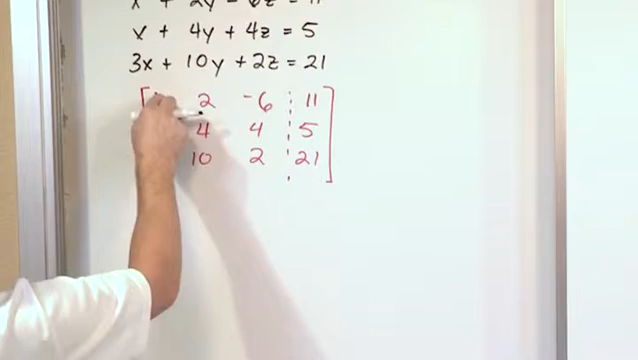 x + 2y - 6z = 11
x + 4y + 4z = 5
3x + 10y + 2z = 21
2 -6 11
4 4 5
10 2 21